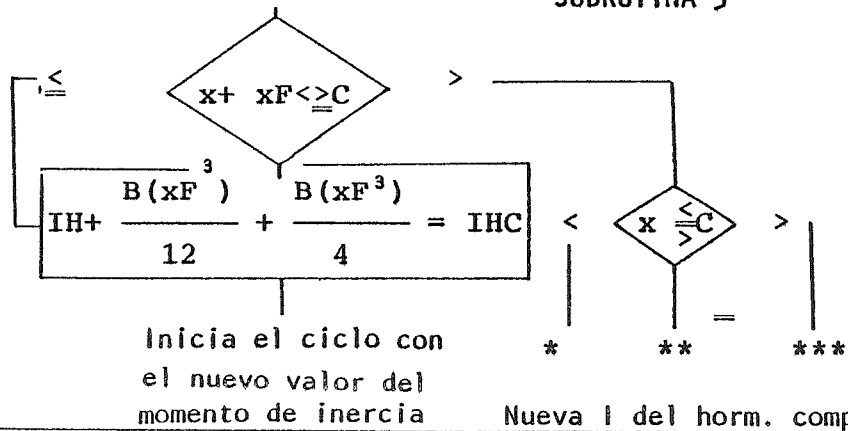 SUBRUTINA J
≤ x+ xF<≥C >
IH+ B(xF³)/12 + B(xF³)/4 = IHC < x ≤>C >
=
* ** ***
Inicia el ciclo con
el nuevo valor del
momento de inercia
Nueva I del horm. comp